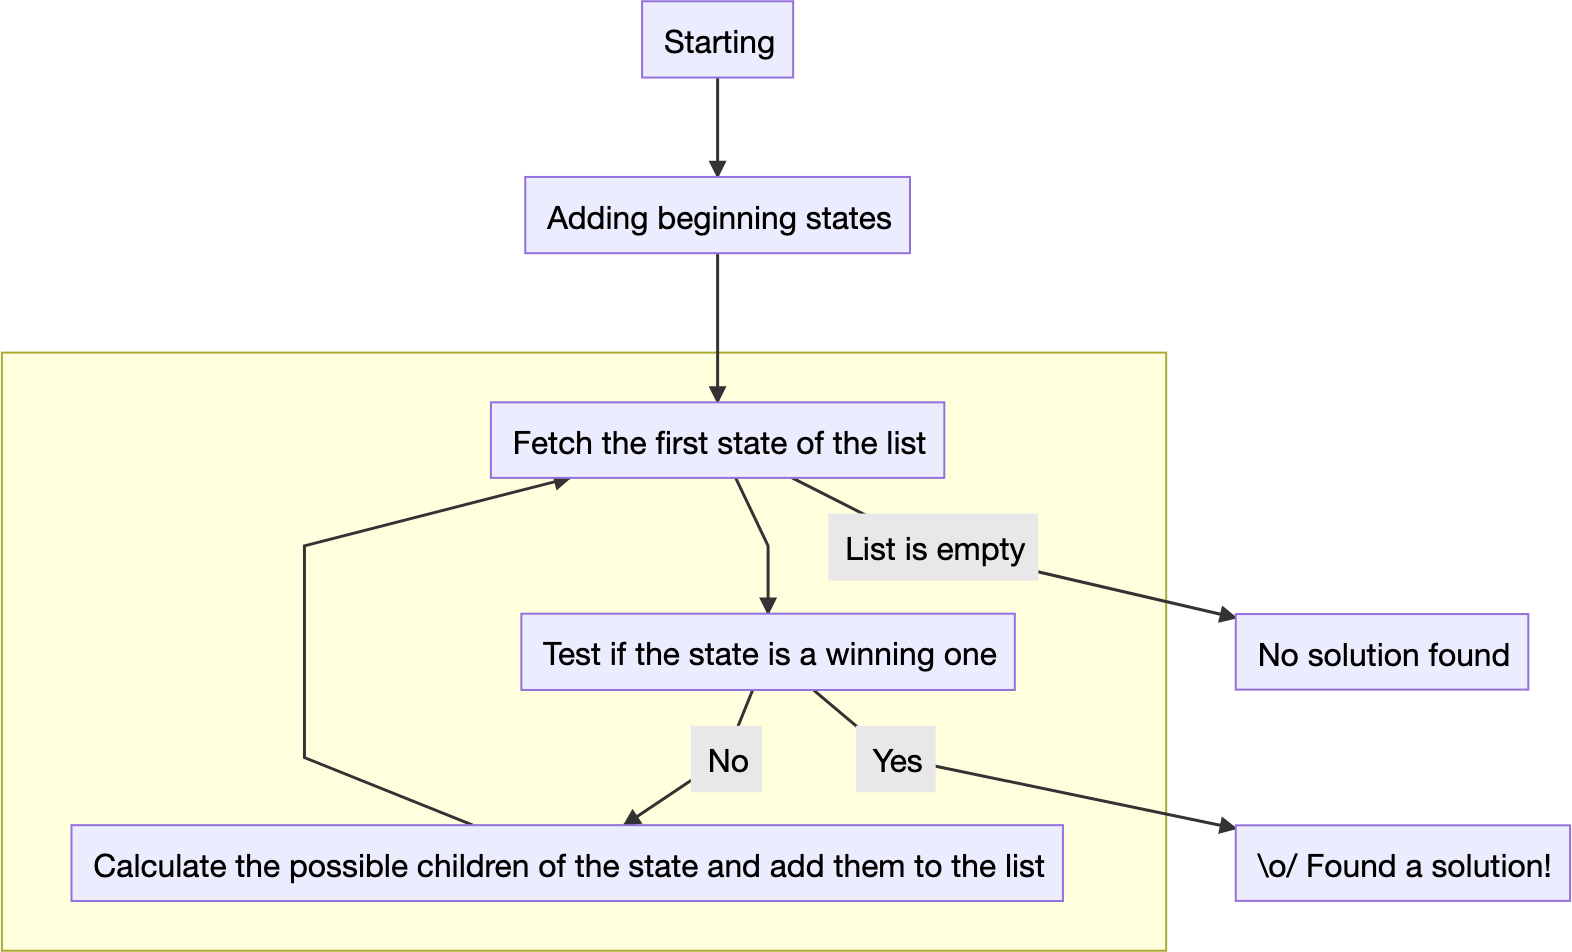 Starting
Adding beginning states
Fetch the first state of the list
List is empty
Test if the state is a winning one
No solution found
No
Yes
Calculate the possible children of the state and add them to the list
\o/ Found a solution!